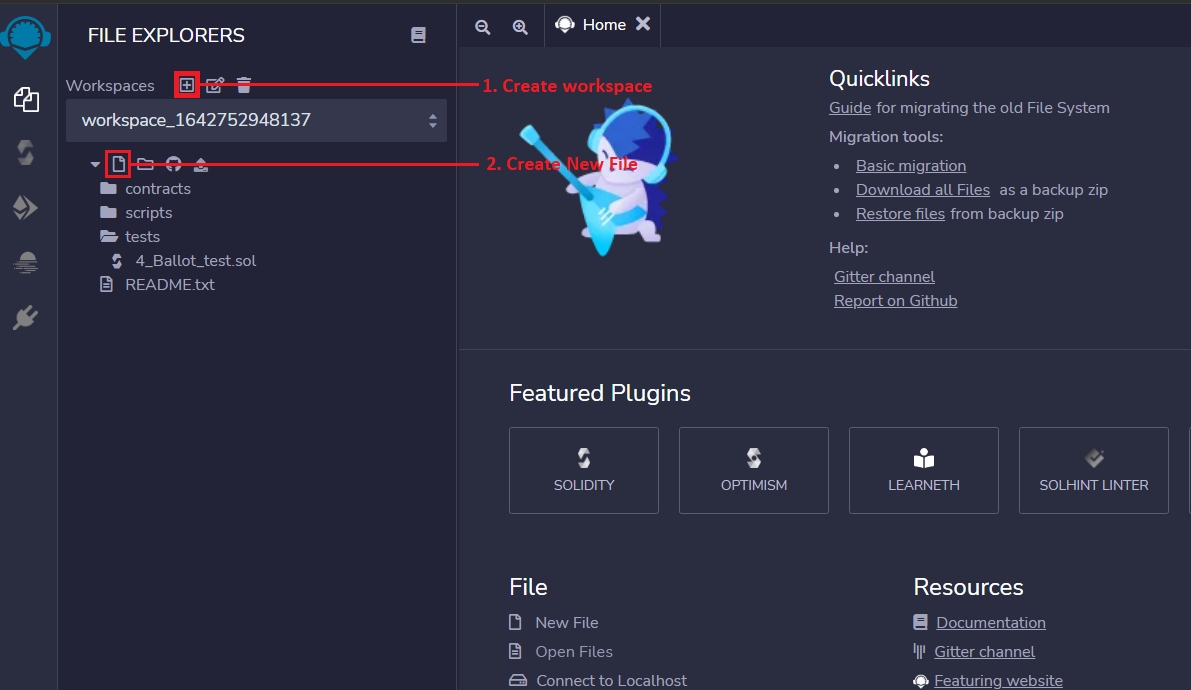 FILE EXPLORERS
Home
Workspaces
1. Create workspace
workspace_1642752948137
2. Create New File
contracts
scripts
tests
4_Ballot_test.sol
README.txt
Quicklinks
Guide for migrating the old File System
Migration tools:
Basic migration
Download all Files as a backup zip
Restore files from backup zip
Help:
Gitter channel
Report on Github
Featured Plugins
SOLIDITY
OPTIMISM
LEARNETH
SOLHINT LINTER
File
New File
Open Files
Connect to Localhost
Resources
Documentation
Gitter channel
Featuring website